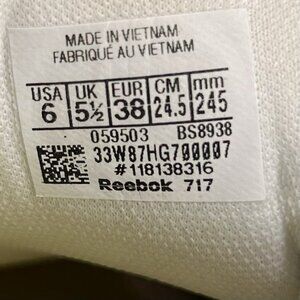 MADE IN VIETNAM
FABRIQUÉ AU VIETNAM
USA UK EUR CM mm
6 5½ 38 24.5 245
059503 BS8938
33W87HG700007
#118138316
Reebok 717